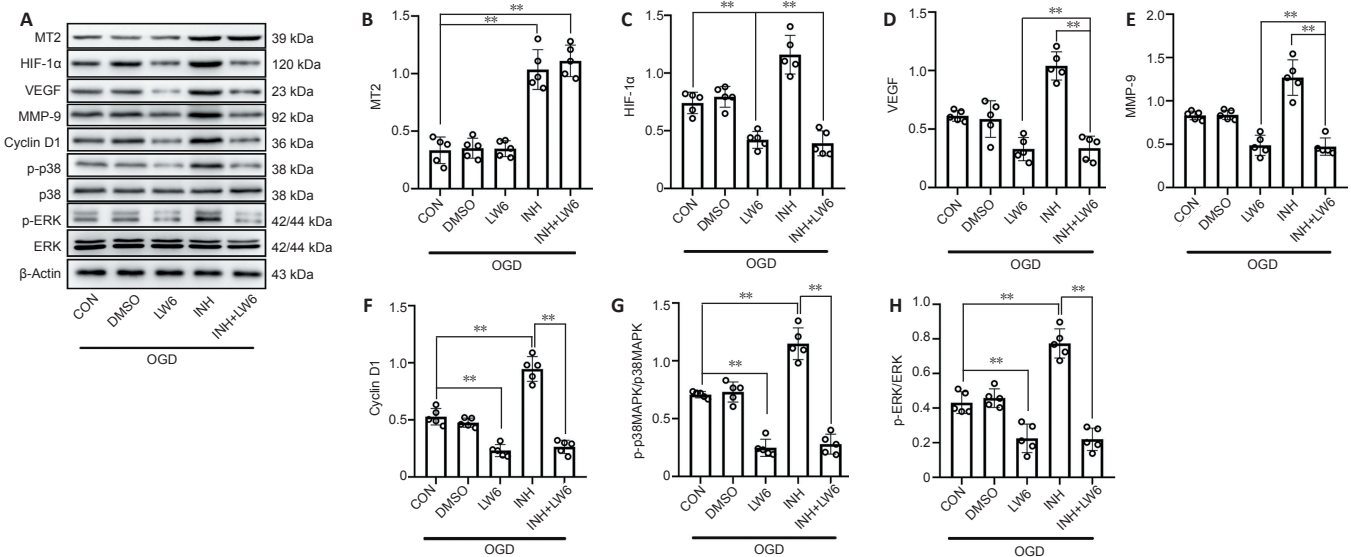 A
MT2 39 kDa
HIF-1α 120 kDa
VEGF 23 kDa
MMP-9 92 kDa
Cyclin D1 36 kDa
p-p38 38 kDa
p38 38 kDa
p-ERK 42/44 kDa
ERK 42/44 kDa
β-Actin 43 kDa
CON DMSO LW6 INH INH+LW6
OGD
B
MT2
1.5
1.0
0.5
0
**
**
CON DMSO LW6 INH INH+LW6
OGD
C
HIF-1α
1.5
1.0
0.5
0
** **
CON DMSO LW6 INH INH+LW6
OGD
D
VEGF
1.5
1.0
0.5
0
**
**
CON DMSO LW6 INH INH+LW6
OGD
E
MMP-9
2.0
1.5
1.0
0.5
0
**
**
CON DMSO LW6 INH INH+LW6
OGD
F
Cyclin D1
1.5
1.0
0.5
0
** **
**
CON DMSO LW6 INH INH+LW6
OGD
G
p-p38MAPK/p38MAPK
1.5
1.0
0.5
0
** **
**
CON DMSO LW6 INH INH+LW6
OGD
H
p-ERK/ERK
1.0
0.8
0.6
0.4
0.2
0
** **
**
CON DMSO LW6 INH INH+LW6
OGD